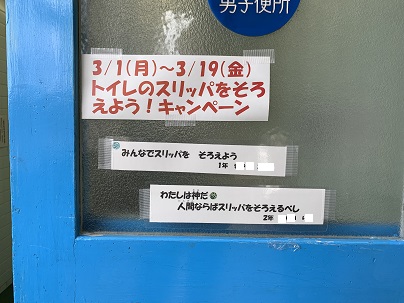 男子便所
3/1(月)～3/19(金)
トイレのスリッパをそろ
えよう！キャンペーン
みんなでスリッパを　そろえよう
1年
わたしは神だ
人間ならばスリッパをそろえるべし
2年